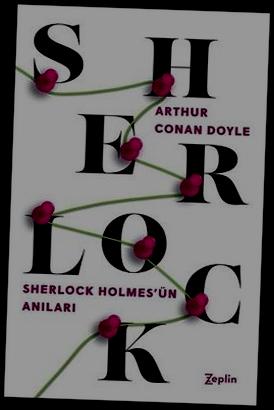 S H
ARTHUR
CONAN DOYLE
E R
L O
SHERLOCK HOLMES'ÜN
ANILARI
C
K
Zeplin